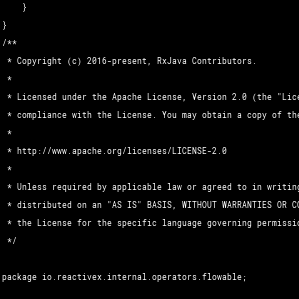 }
}
/**
* Copyright (c) 2016-present, RxJava Contributors.
*
* Licensed under the Apache License, Version 2.0 (the "Lice
* compliance with the License. You may obtain a copy of the
*
* http://www.apache.org/licenses/LICENSE-2.0
*
* Unless required by applicable law or agreed to in writing
* distributed on an "AS IS" BASIS, WITHOUT WARRANTIES OR CO
* the License for the specific language governing permissio
*/
package io.reactivex.internal.operators.flowable;